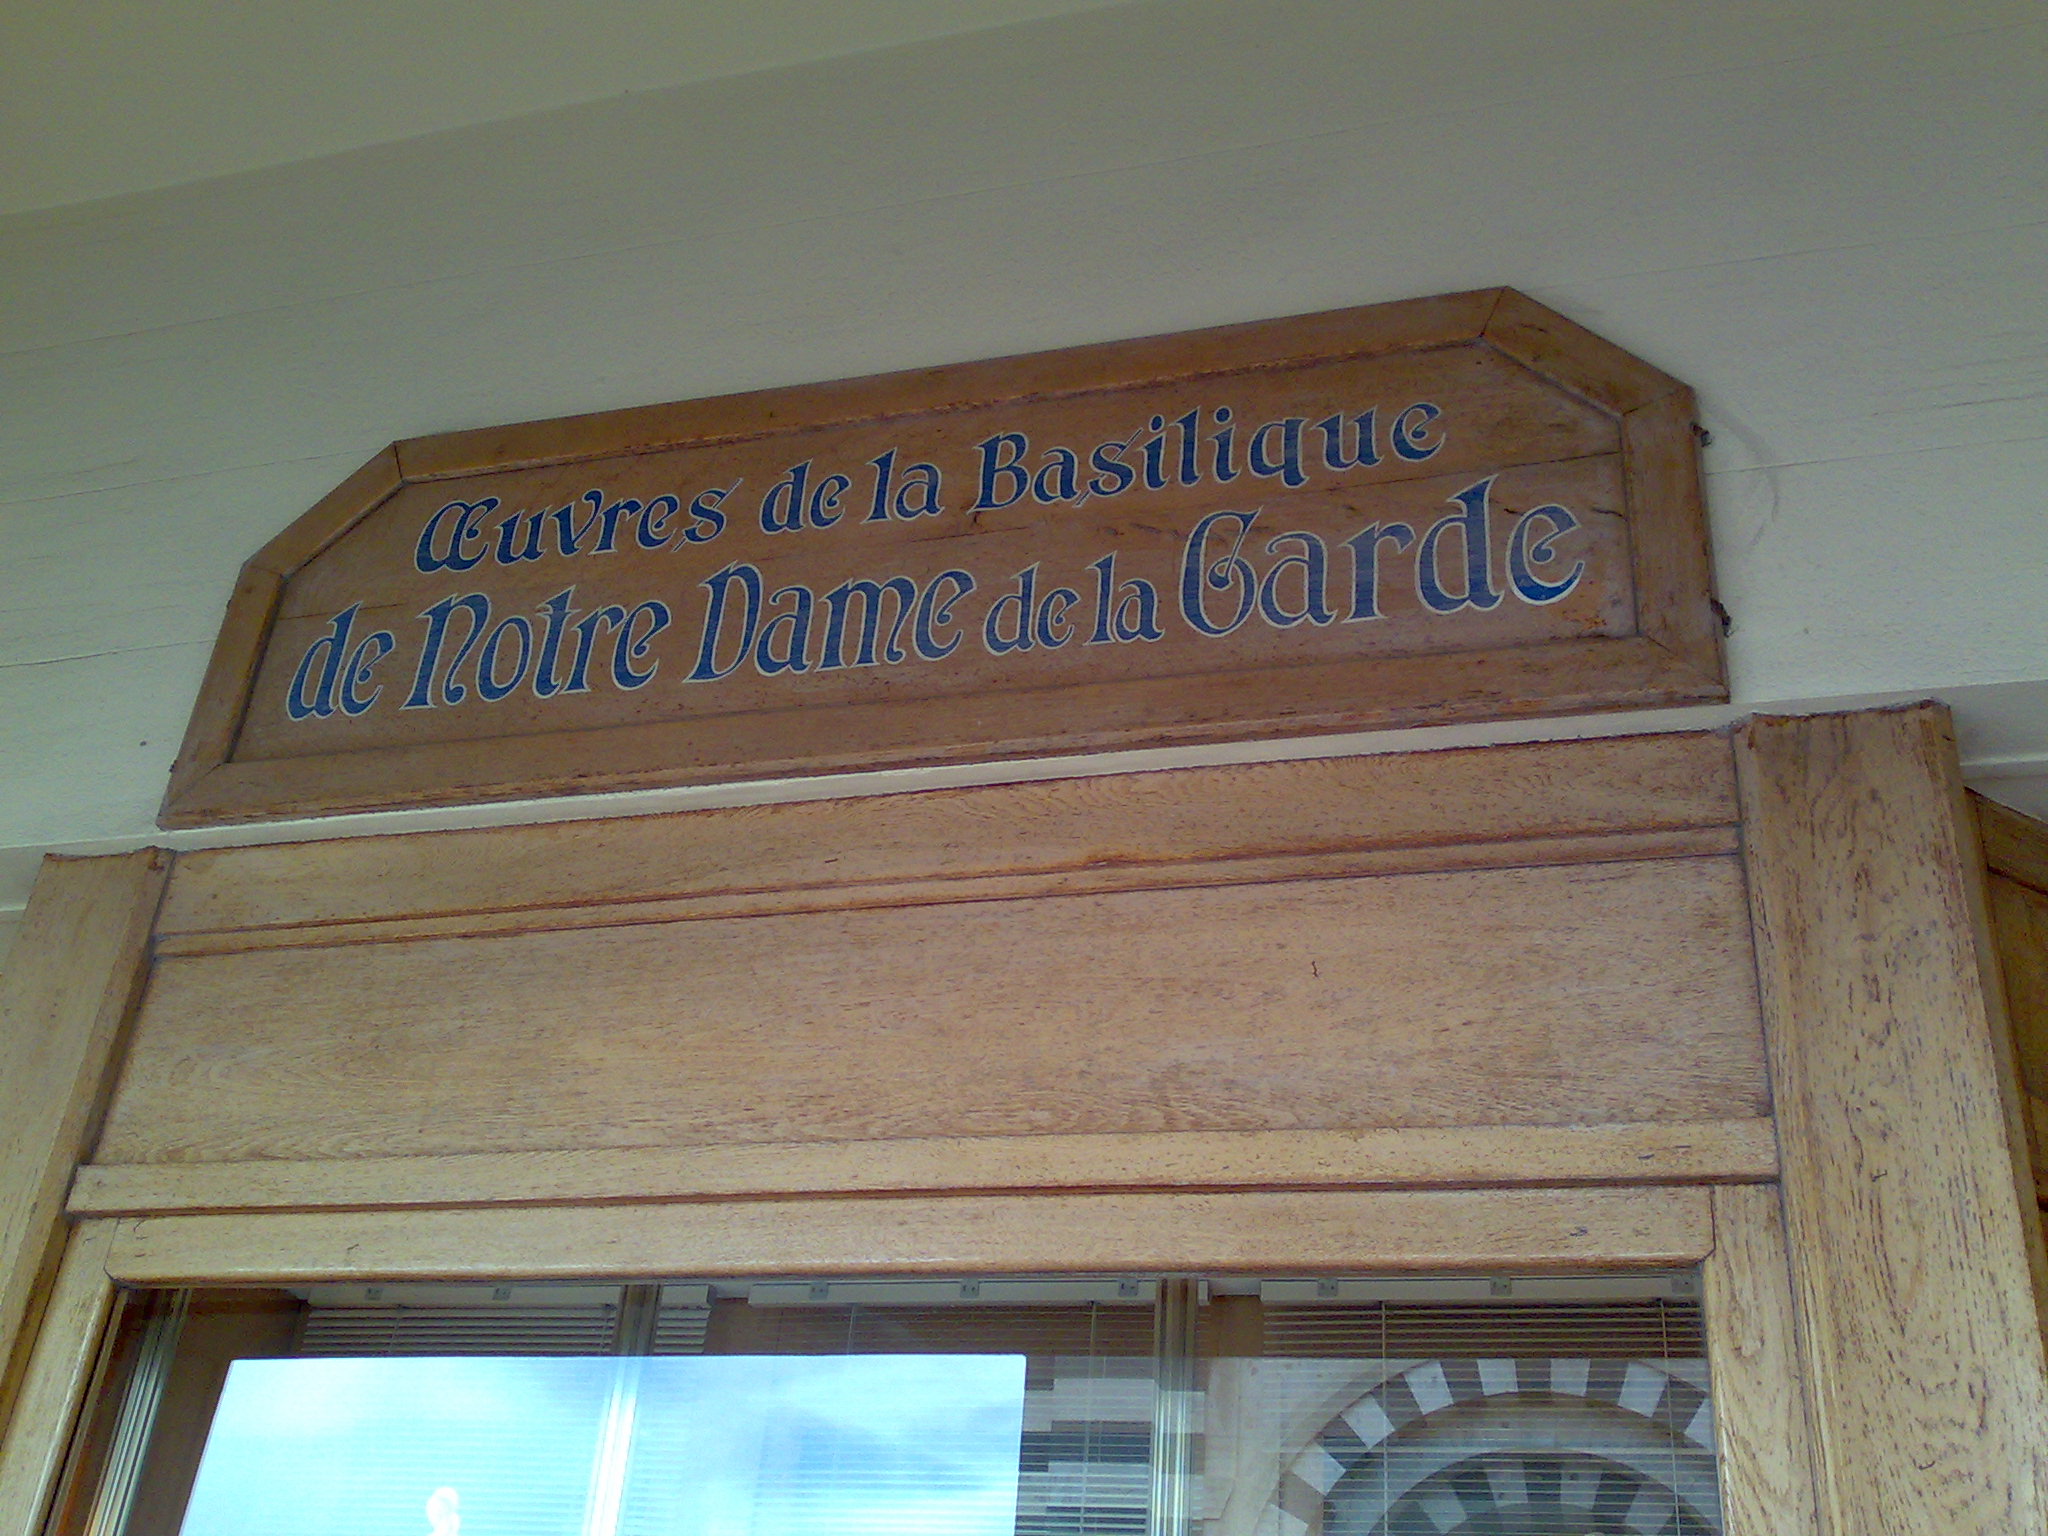 Œuvres de la Basilique
de Notre Dame de la Garde